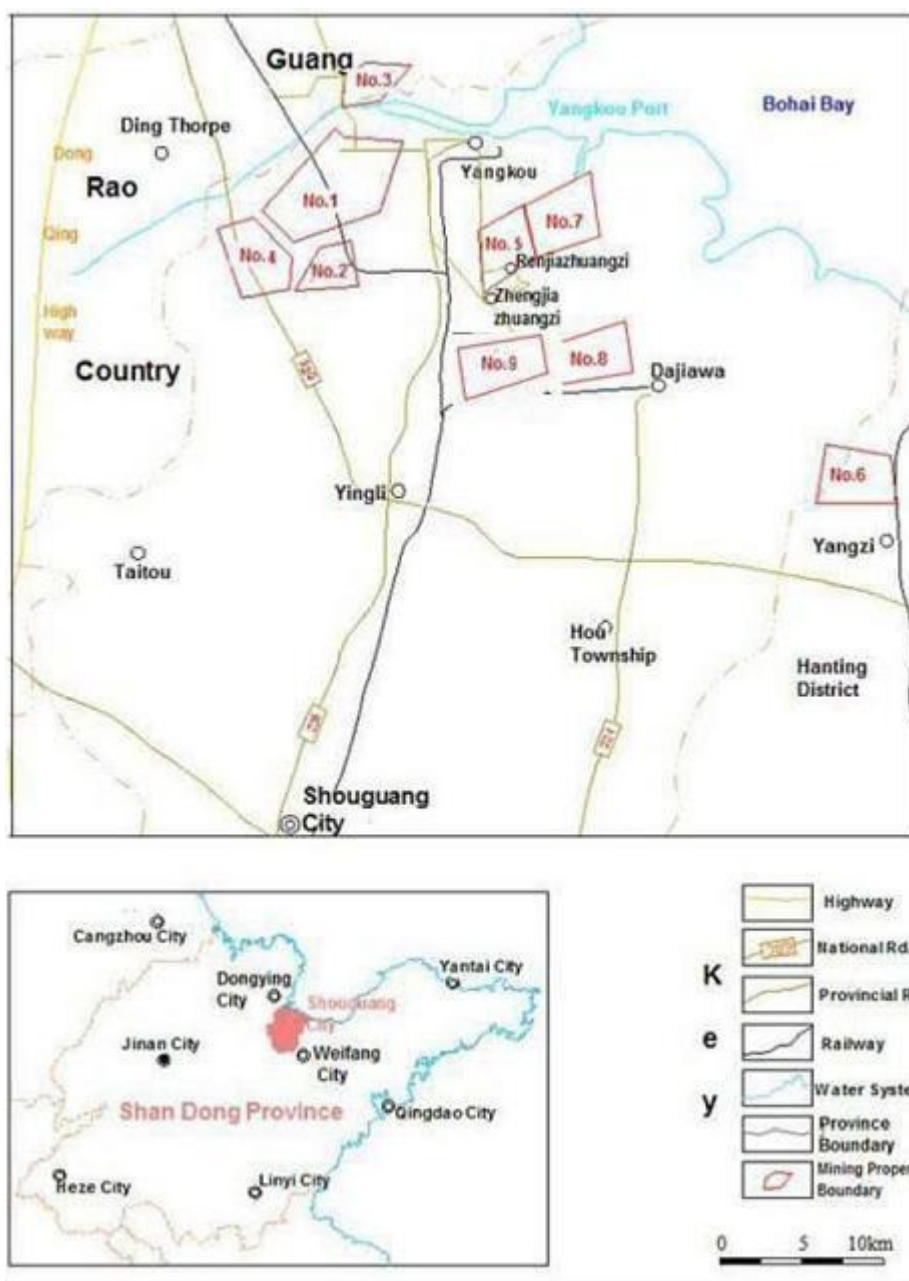 Guang
No.3
Yangkou Port
Bohai Bay
Ding Thorpe
Dong
Yangkou
Rao
No.1
No.7
Qing
No.4
No.2
No.5
Renjiazhuangzi
Zhengjia
zhuangzi
High
way
Country
No.9
No.8
Dajiawa
Yingli
No.6
Yangzi
Taitou
Hou
Township
Hanting
District
226
224
Shouguang
City
Cangzhou City
Dongying
City
Yantai City
Shouguang
City
Jinan City
Weifang
City
Shan Dong Province
Qingdao City
Heze City
Linyi City
Key
Highway
National Rd.
Provincial R
Railway
Water Syste
Province
Boundary
Mining Proper
Boundary
0 5 10km